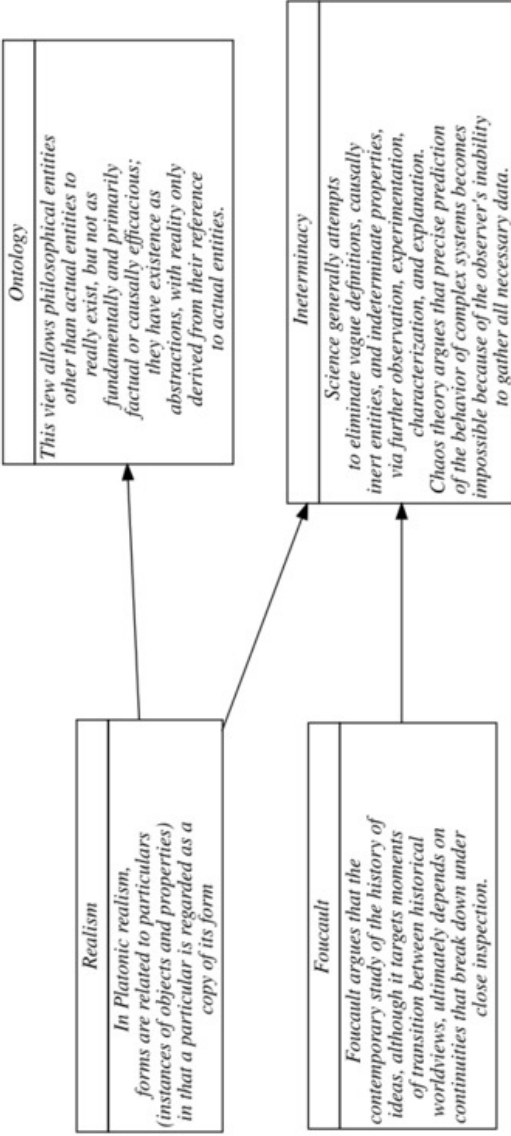 Ontology
This view allows philosophical entities
other than actual entities to
really exist, but not as
fundamentally and primarily
factual or causally efficacious;
they have existence as
abstractions, with reality only
derived from their reference
to actual entities.
Ineterminacy
Science generally attempts
to eliminate vague definitions, causally
inert entities, and indeterminate properties,
via further observation, experimentation,
characterization, and explanation.
Chaos theory argues that precise prediction
of the behavior of complex systems becomes
impossible because of the observer's inability
to gather all necessary data.
Realism
In Platonic realism,
forms are related to particulars
(instances of objects and properties)
in that a particular is regarded as a
copy of its form
Foucault
Foucault argues that the
contemporary study of the history of
ideas, although it targets moments
of transition between historical
worldviews, ultimately depends on
continuities that break down under
close inspection.